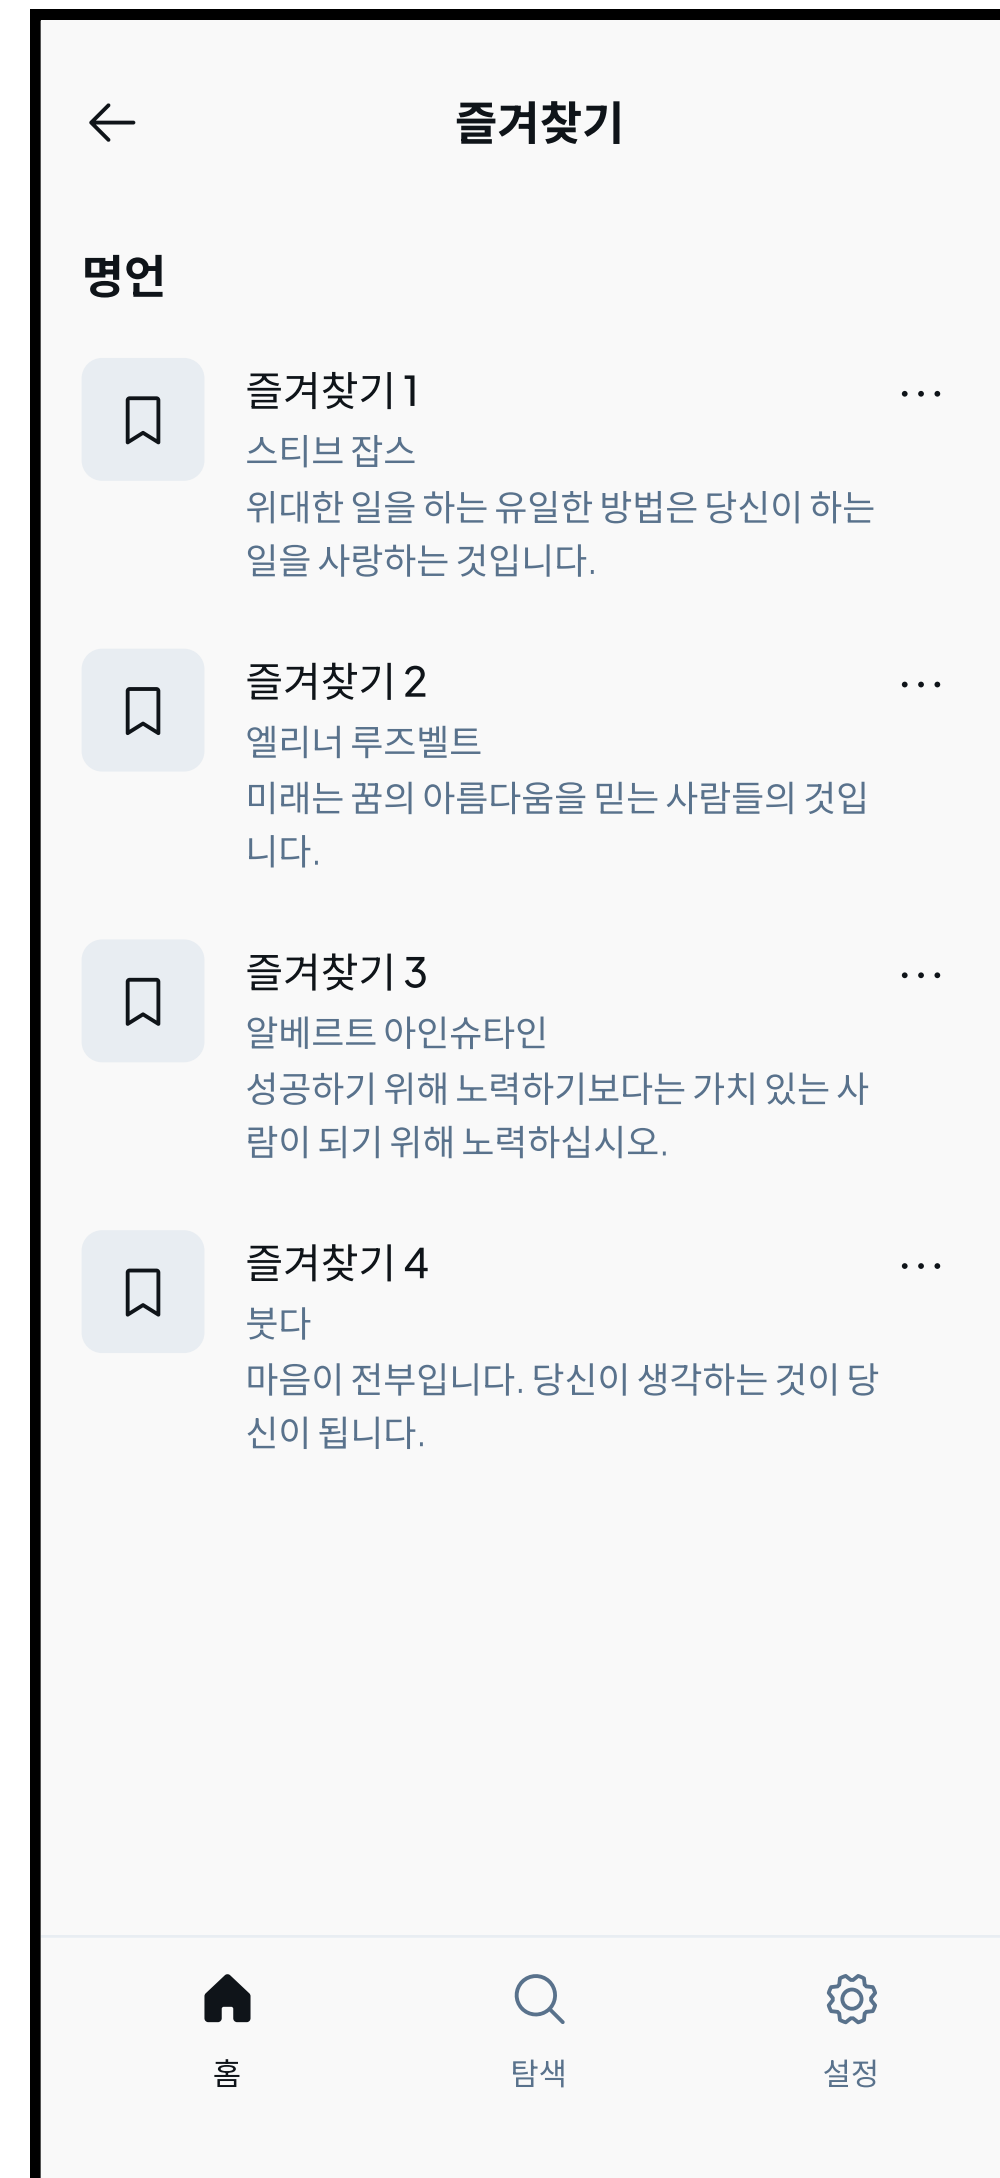 즐겨찾기
명언
즐겨찾기 1
스티브 잡스
위대한 일을 하는 유일한 방법은 당신이 하는
일을 사랑하는 것입니다.
즐겨찾기 2
엘리너 루즈벨트
미래는 꿈의 아름다움을 믿는 사람들의 것입
니다.
즐겨찾기 3
알베르트 아인슈타인
성공하기 위해 노력하기보다는 가치 있는 사
람이 되기 위해 노력하십시오.
즐겨찾기 4
붓다
마음이 전부입니다. 당신이 생각하는 것이 당
신이 됩니다.
홈
탐색
설정